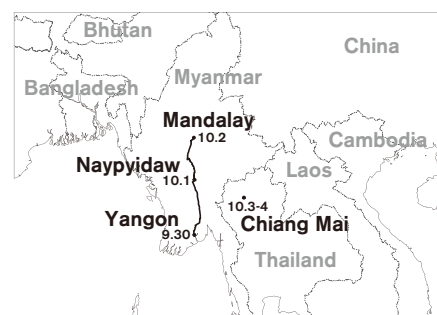 Bhutan
China
Bangladesh
Myanmar
Mandalay
10.2
Cambodia
Naypyidaw
10.1
Laos
10.3-4
Yangon
9.30
Chiang Mai
Thailand